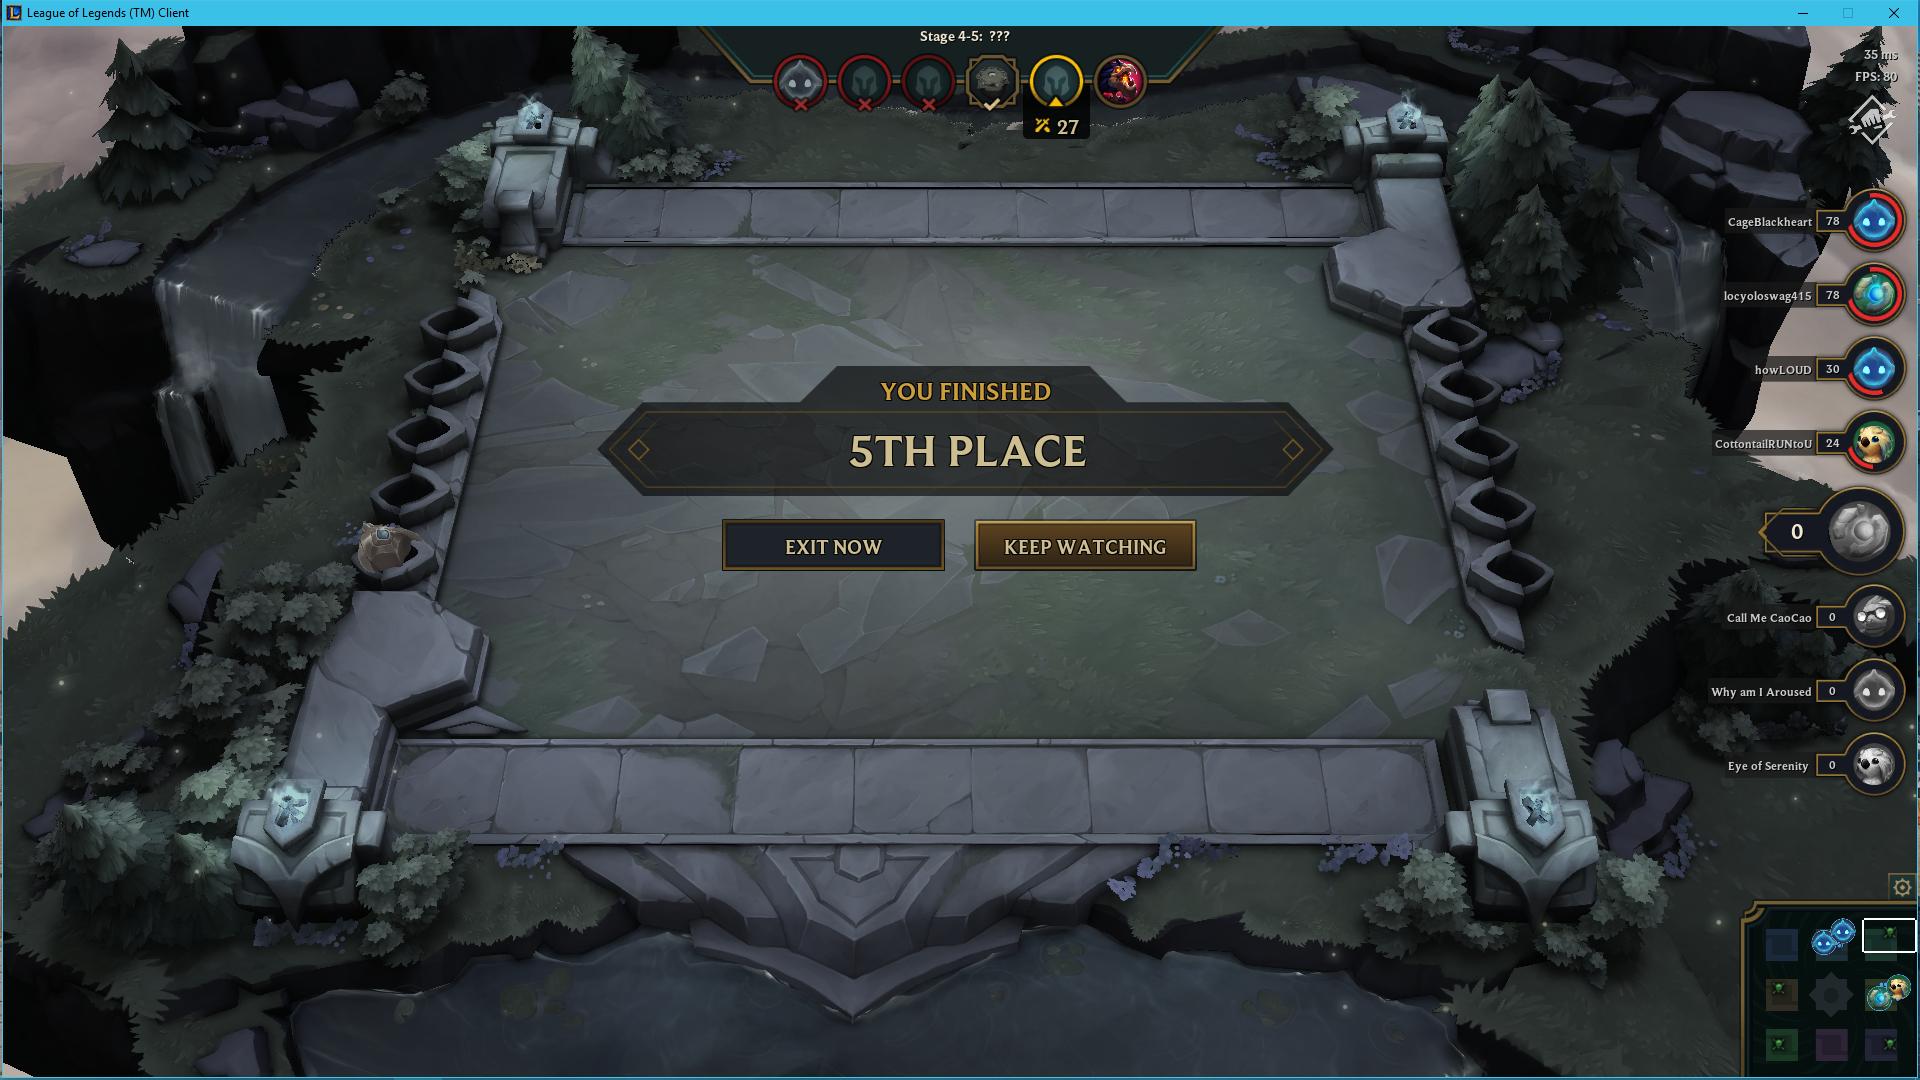 League of Legends (TM) Client
Stage 4-5: ???
27
35 ms
FPS: 80
CageBlackheart 78
locyoloswag415 78
howLOUD 30
CottontailRUNtoU 24
0
Call Me CaoCao 0
Why am I Aroused 0
Eye of Serenity 0
YOU FINISHED
5TH PLACE
EXIT NOW
KEEP WATCHING